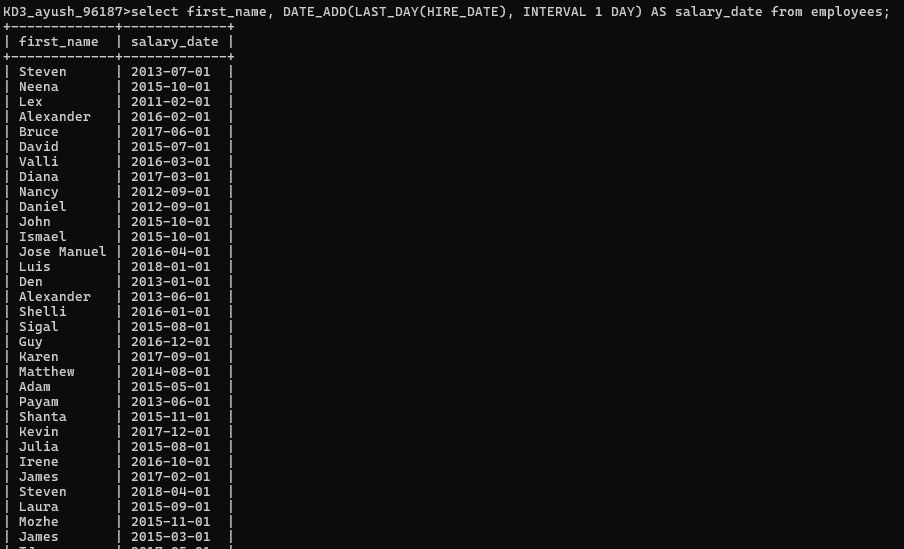 KD3_ayush_96187>select first_name, DATE_ADD(LAST_DAY(HIRE_DATE), INTERVAL 1 DAY) AS salary_date from employees;
+-------------+-------------+
| first_name  | salary_date |
+-------------+-------------+
| Steven      | 2013-07-01  |
| Neena       | 2015-10-01  |
| Lex         | 2011-02-01  |
| Alexander   | 2016-02-01  |
| Bruce       | 2017-06-01  |
| David       | 2015-07-01  |
| Valli       | 2016-03-01  |
| Diana       | 2017-03-01  |
| Nancy       | 2012-09-01  |
| Daniel      | 2012-09-01  |
| John        | 2015-10-01  |
| Ismael      | 2015-10-01  |
| Jose Manuel | 2016-04-01  |
| Luis        | 2018-01-01  |
| Den         | 2013-01-01  |
| Alexander   | 2013-06-01  |
| Shelli      | 2016-01-01  |
| Sigal       | 2015-08-01  |
| Guy         | 2016-12-01  |
| Karen       | 2017-09-01  |
| Matthew     | 2014-08-01  |
| Adam        | 2015-05-01  |
| Payam       | 2013-06-01  |
| Shanta      | 2015-11-01  |
| Kevin       | 2017-12-01  |
| Julia       | 2015-08-01  |
| Irene       | 2016-10-01  |
| James       | 2017-02-01  |
| Steven      | 2018-04-01  |
| Laura       | 2015-09-01  |
| Mozhe       | 2015-11-01  |
| James       | 2015-03-01  |